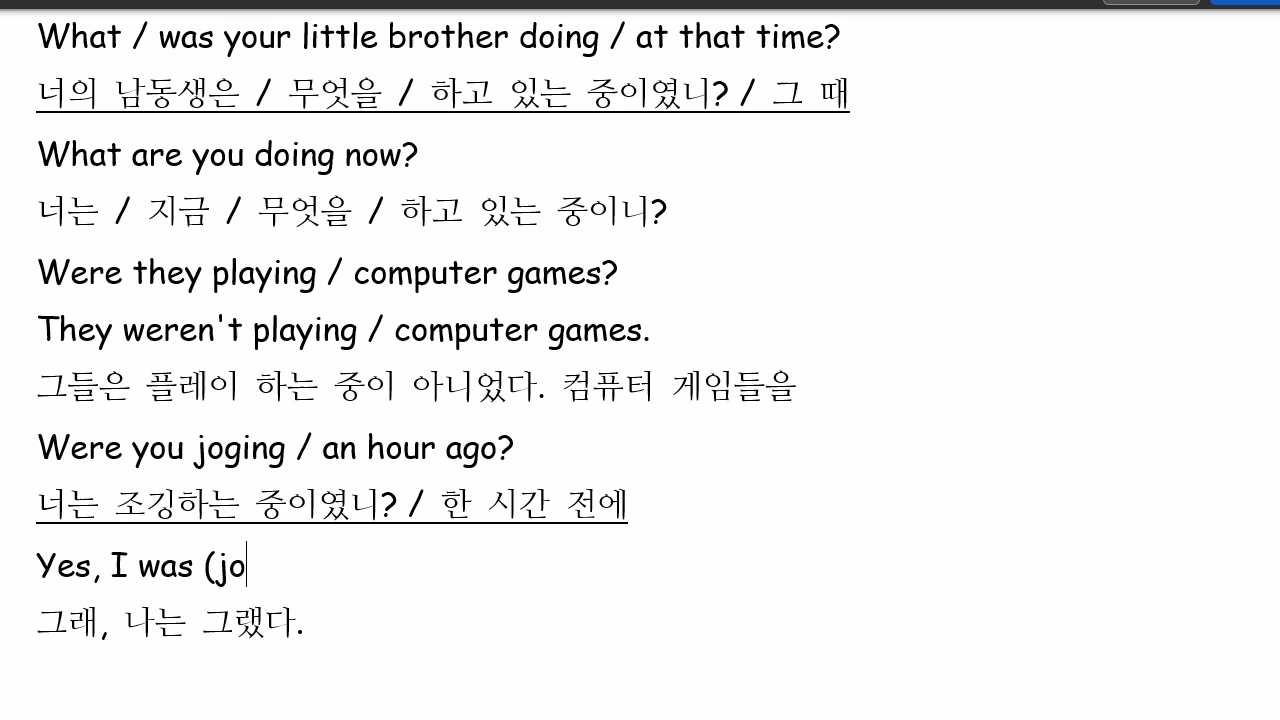 What / was your little brother doing / at that time?
너의 남동생은 / 무엇을 / 하고 있는 중이였니? / 그 때
What are you doing now?
너는 / 지금 / 무엇을 / 하고 있는 중이니?
Were they playing / computer games?
They weren't playing / computer games.
그들은 플레이 하는 중이 아니었다. 컴퓨터 게임들을
Were you joging / an hour ago?
너는 조깅하는 중이였니? / 한 시간 전에
Yes, I was (jo
그래, 나는 그랬다.